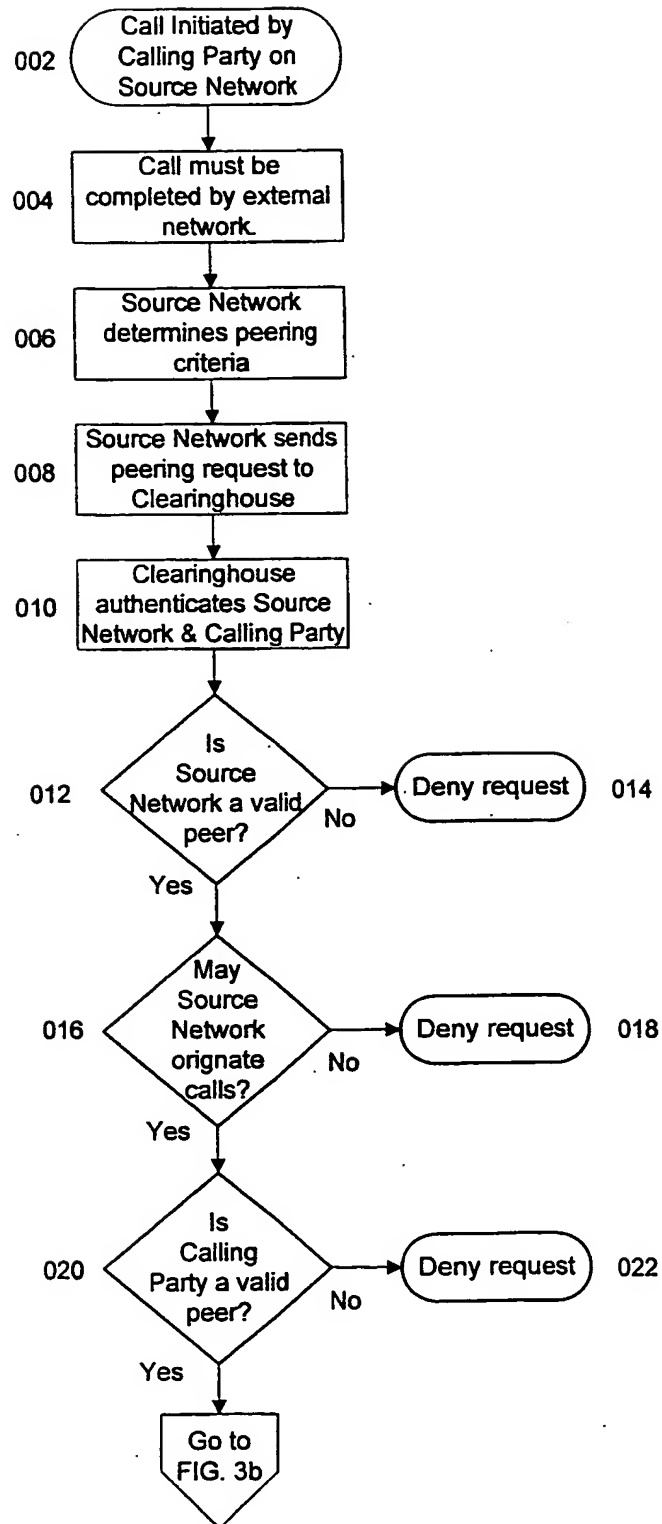 Call Initiated by
Calling Party on
Source Network
002
Call must be
completed by external
network.
004
Source Network
determines peering
criteria
006
Source Network sends
peering request to
Clearinghouse
008
Clearinghouse
authenticates Source
Network & Calling Party
010
Is
Source
Network a valid
peer?
012
No
Deny request
014
Yes
May
Source
Network
orignate
calls?
016
No
Deny request
018
Yes
Is
Calling
Party a valid
peer?
020
No
Deny request
022
Yes
Go to
FIG. 3b